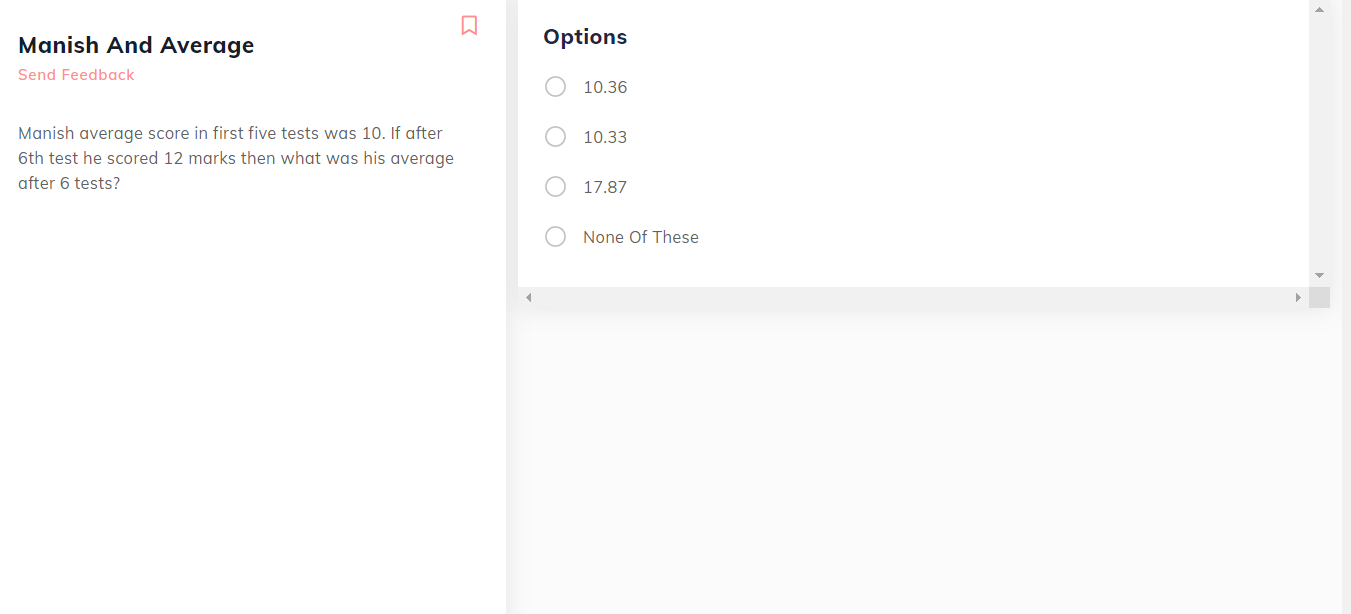 Manish And Average
Send Feedback
Manish average score in first five tests was 10. If after
6th test he scored 12 marks then what was his average
after 6 tests?
Options
10.36
10.33
17.87
None Of These